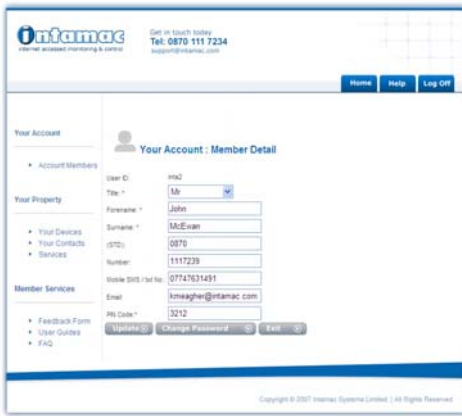 intamac
internet accessed monitoring & control
Get in touch today
Tel: 0870 111 7234
support@intamac.com
Home Help Log Off
Your Account
Account Members
Your Property
Your Devices
Your Contacts
Services
Member Services
Feedback Form
User Guides
FAQ
Your Account : Member Detail
User ID: inta2
Title: * Mr
Forename: * John
Surname: * McEwan
(STD): 0870
Number: 1117239
Mobile SMS / txt No: 07747631491
Email: kmeagher@intamac.com
PIN Code:* 3212
Update Change Password Exit
Copyright © 2007 Intamac Systems Limited | All Rights Reserved